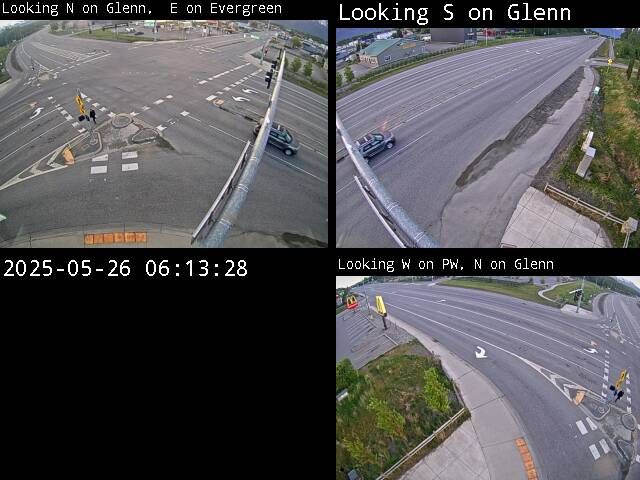 Looking N on Glenn,  E on Evergreen
Looking S on Glenn
2025-05-26 06:13:28
Looking W on PW, N on Glenn